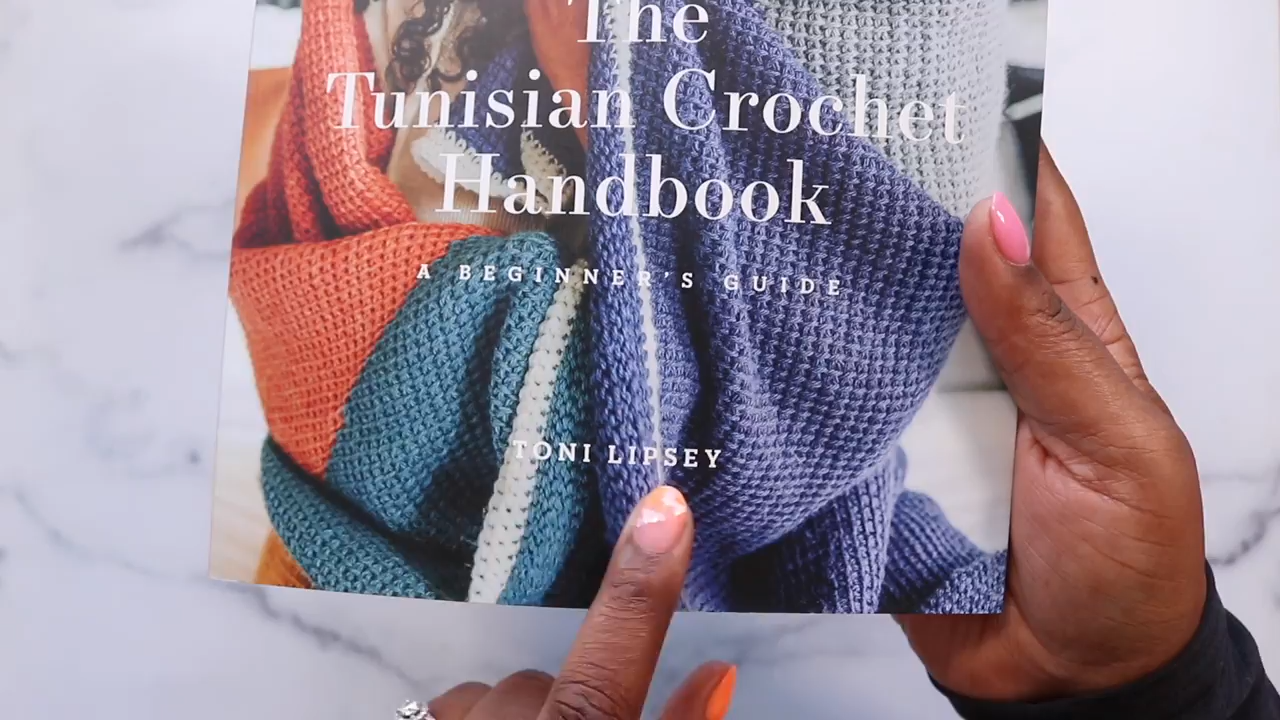 The
Tunisian Crochet
Handbook
A BEGINNER'S GUIDE
TONI LIPSEY